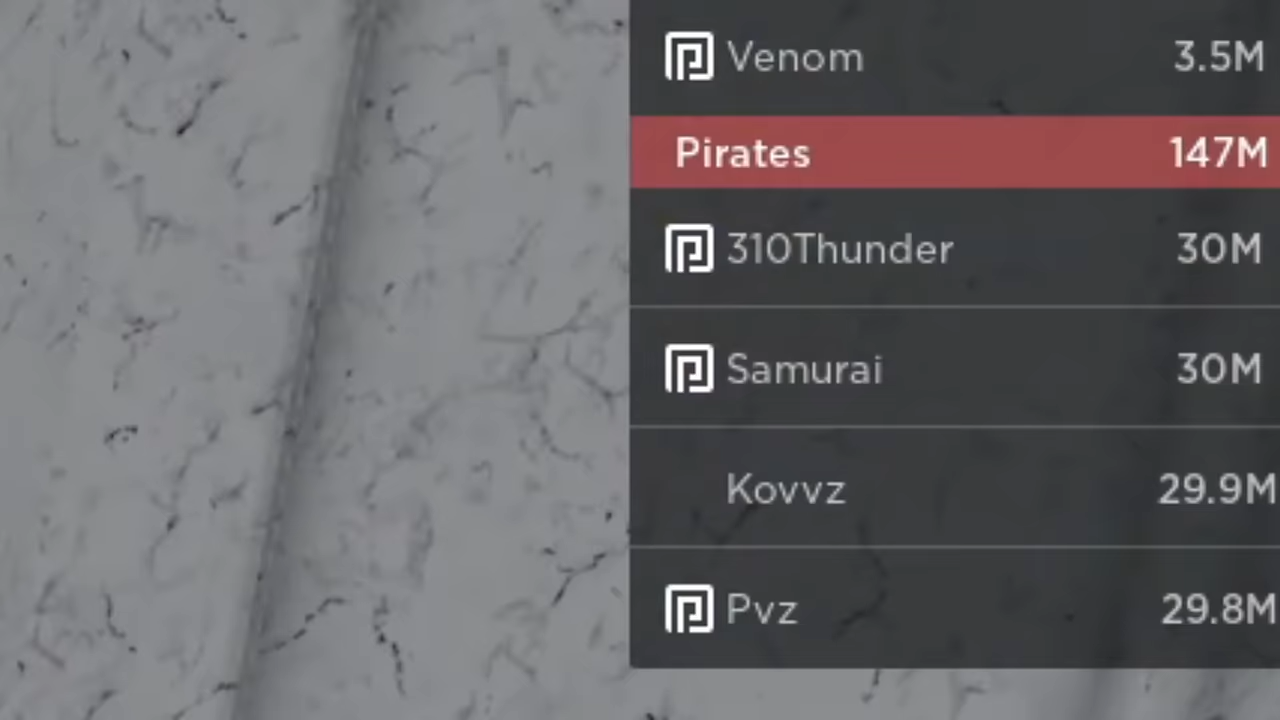 Venom 3.5M
Pirates 147M
310Thunder 30M
Samurai 30M
Kovvz 29.9M
Pvz 29.8M